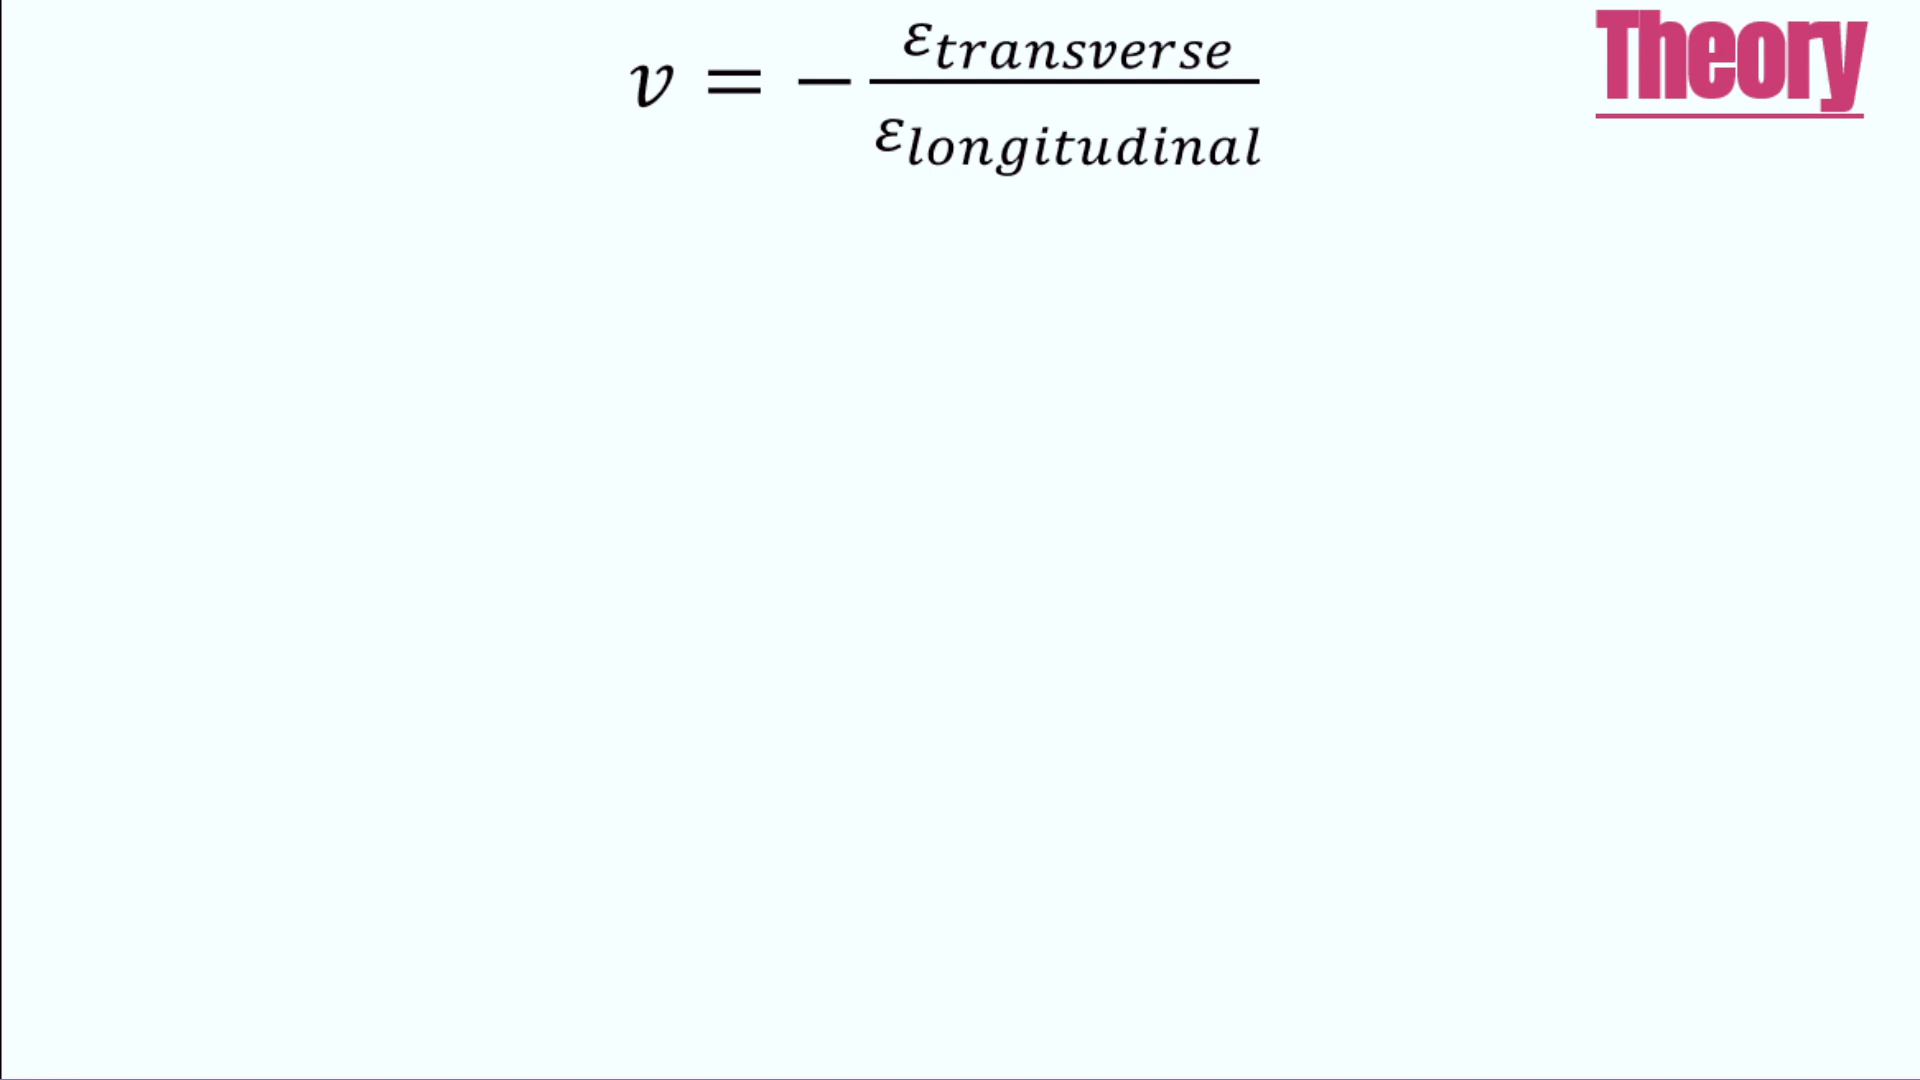 Theory
v = − ε_transverse / ε_longitudinal